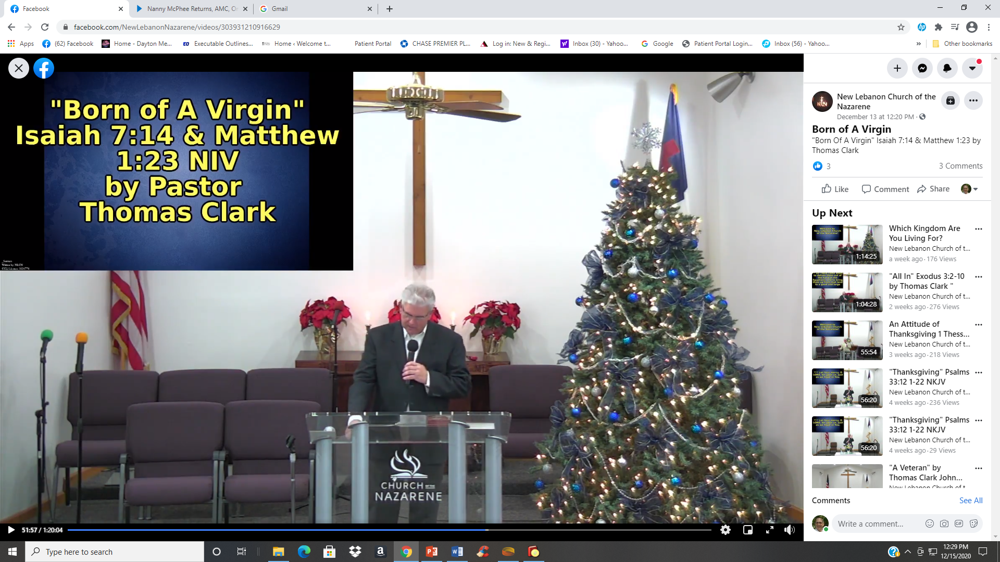 Facebook
Nanny McPhee Returns, AMC, Or
Gmail
facebook.com/NewLebanonNazarene/videos/303931210916629
Apps
(62) Facebook
Home - Dayton Me...
Executable Outlines...
Home ‹ Welcome t...
Patient Portal
CHASE PREMIER PL...
Log in: New & Regi...
Inbox (30) - Yahoo...
Google
Patient Portal Login...
Inbox (56) - Yahoo...
»
Other bookmarks
"Born of A Virgin"
Isaiah 7:14 & Matthew
1:23 NIV
by Pastor
Thomas Clark
_Sermon
Written by: NLCN
CCLI License: 1636776
CHURCH OF THE
NAZARENE
51:57 / 1:20:04
New Lebanon Church of the
Nazarene
December 13 at 12:20 PM ·
Born of A Virgin
"Born Of A Virgin" Isaiah 7:14 & Matthew 1:23 by
Thomas Clark
3
3 Comments
Like
Comment
Share
Up Next
Which Kingdom Are
You Living For?
New Lebanon Church of t...
a week ago · 176 Views
1:14:25
"All In" Exodus 3:2-10
by Thomas Clark "
New Lebanon Church of t...
2 weeks ago · 276 Views
1:04:28
An Attitude of
Thanksgiving 1 Thess...
New Lebanon Church of t...
3 weeks ago · 218 Views
55:54
"Thanksgiving" Psalms
33:12 1-22 NKJV
New Lebanon Church of t...
4 weeks ago · 236 Views
56:20
"Thanksgiving" Psalms
33:12 1-22 NKJV
New Lebanon Church of t...
4 weeks ago · 29 Views
56:20
"A Veteran" by
Thomas Clark John...
New Lebanon Church of t...
Comments
See All
Write a comment...
GIF
Type here to search
12:29 PM
12/15/2020